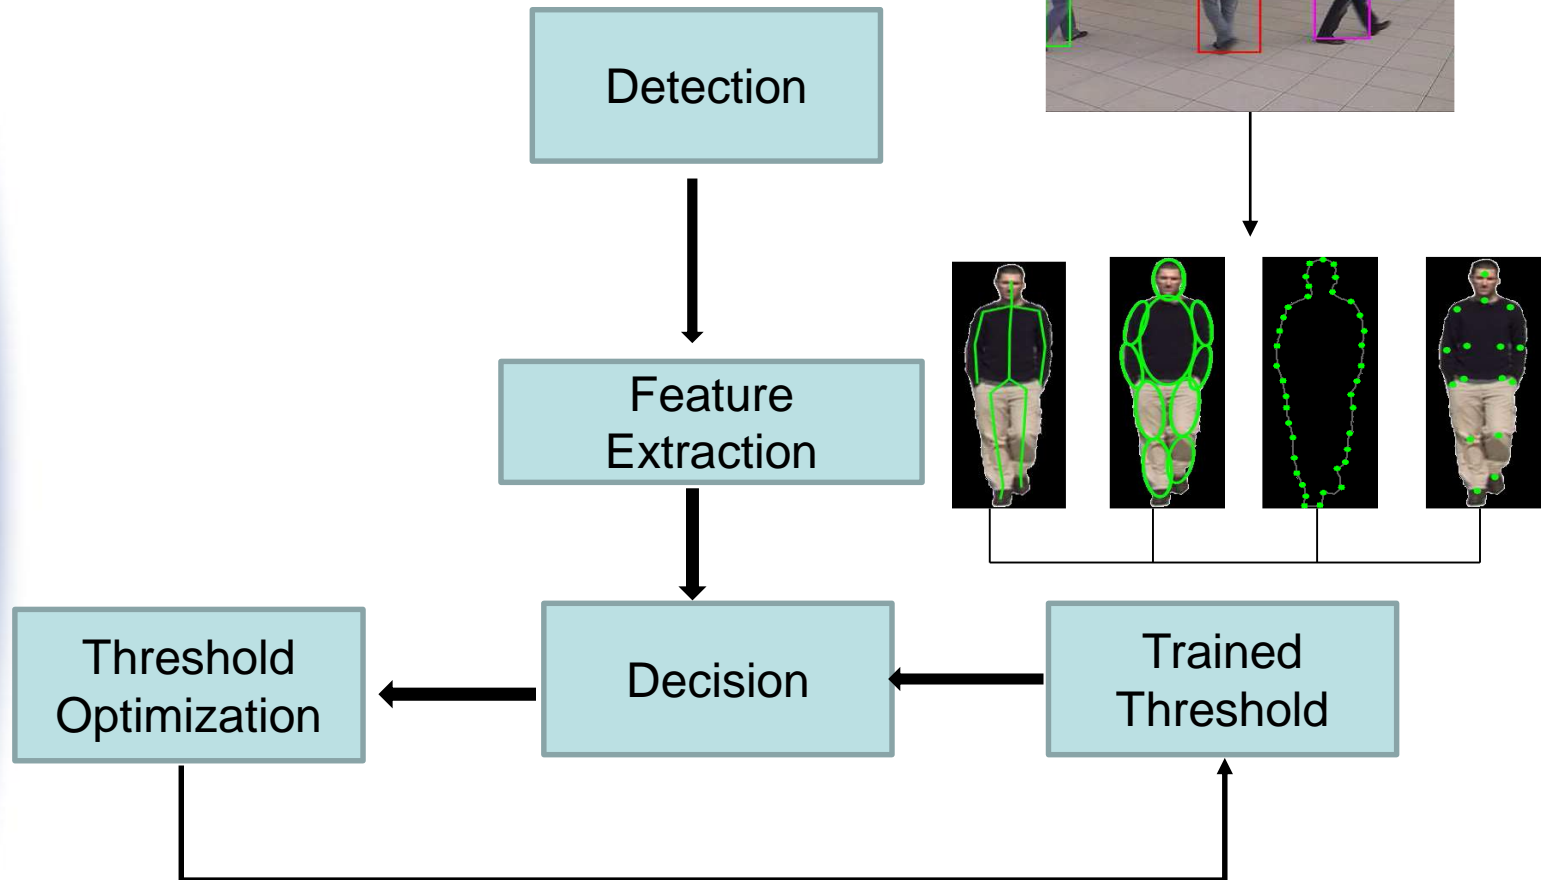 Detection
Feature
Extraction
Threshold
Optimization
Decision
Trained
Threshold